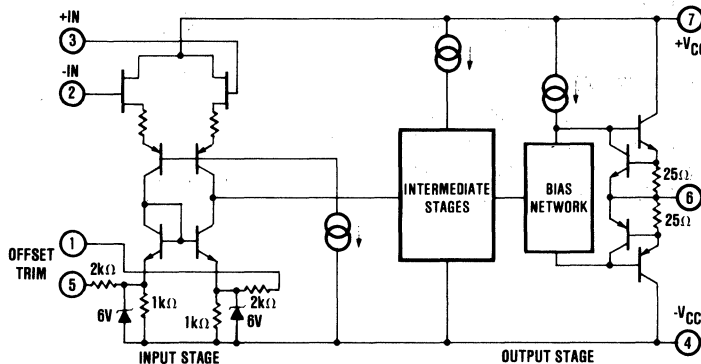 +IN
3
-IN
2
7
+VCC
INTERMEDIATE
STAGES
BIAS
NETWORK
25Ω
6
25Ω
OFFSET
TRIM
1
2kΩ
5
6V
1kΩ
1kΩ
6V
2kΩ
-VCC
4
INPUT STAGE
OUTPUT STAGE